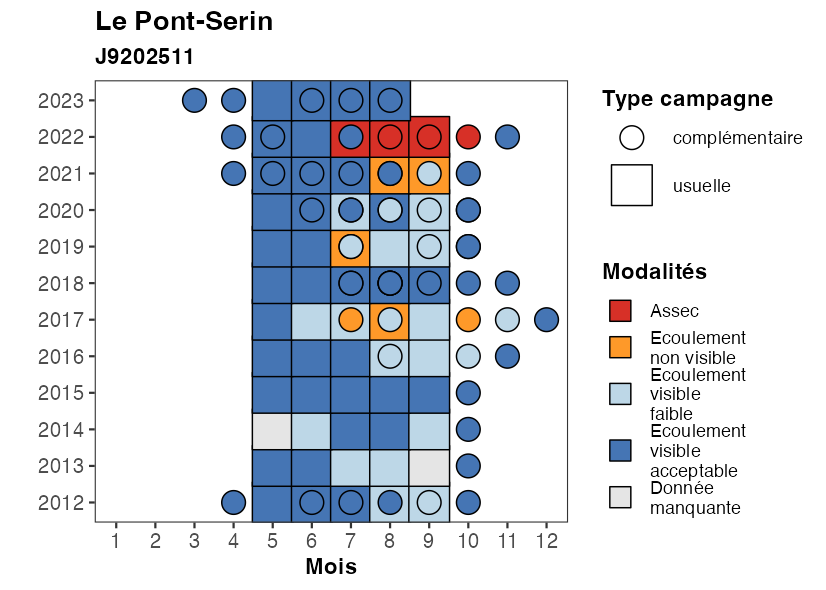 Le Pont-Serin
J9202511
2023
2022
2021
2020
2019
2018
2017
2016
2015
2014
2013
2012
1 2 3 4 5 6 7 8 9 10 11 12
Mois
Type campagne
complémentaire
usuelle
Modalités
Assec
Ecoulement
non visible
Ecoulement
visible
faible
Ecoulement
visible
acceptable
Donnée
manquante